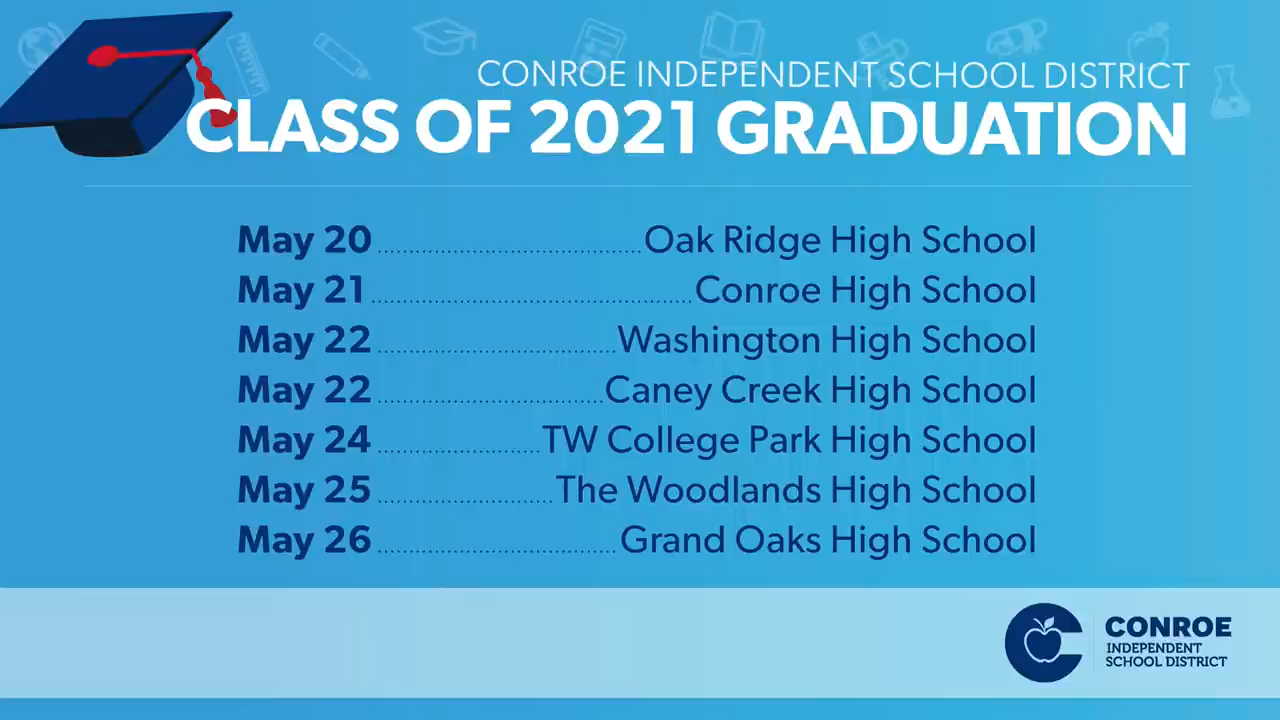 CONROE INDEPENDENT SCHOOL DISTRICT
CLASS OF 2021 GRADUATION
May 20 Oak Ridge High School
May 21 Conroe High School
May 22 Washington High School
May 22 Caney Creek High School
May 24 TW College Park High School
May 25 The Woodlands High School
May 26 Grand Oaks High School
CONROE
INDEPENDENT
SCHOOL DISTRICT